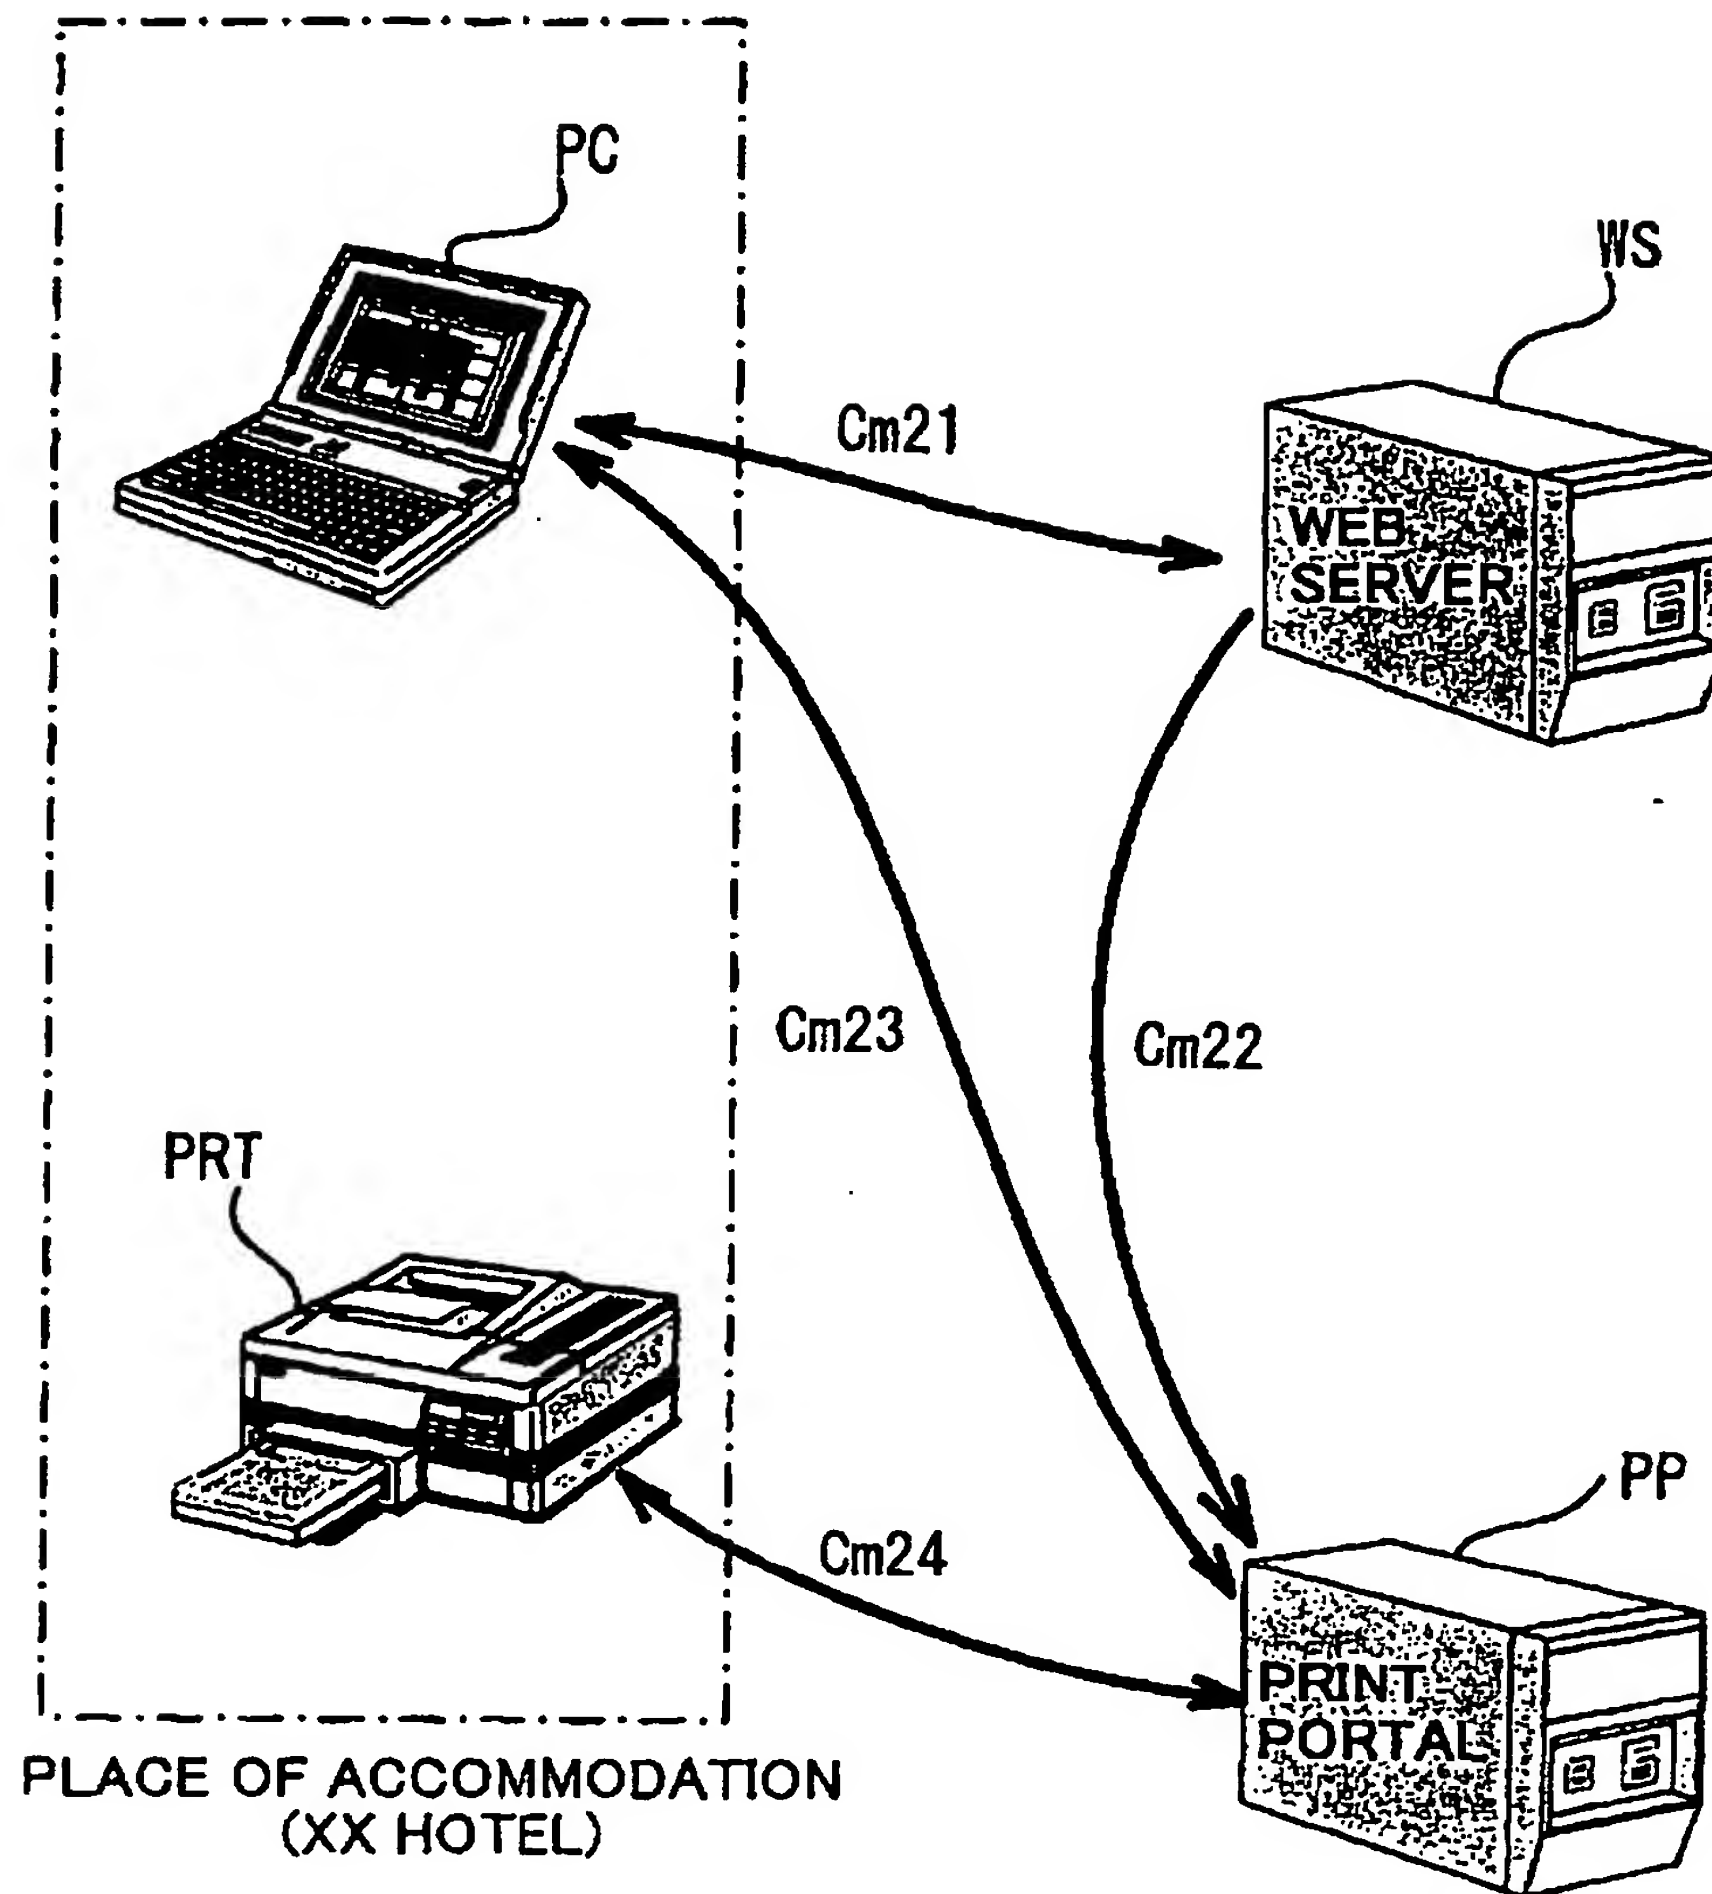 PC
WS
Cm21
WEB
SERVER
Cm23
Cm22
PRT
PP
Cm24
PRINT
PORTAL
PLACE OF ACCOMMODATION
(XX HOTEL)